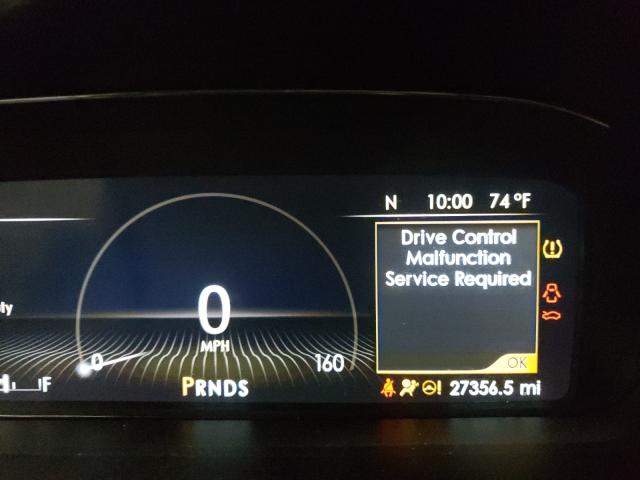 N 10:00 74°F
Drive Control
Malfunction
Service Required
0
MPH
0 160
OK
F PRNDS 27356.5 mi